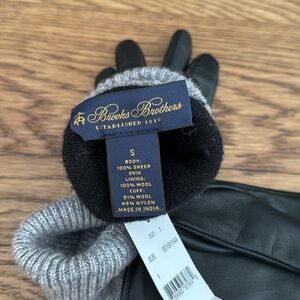 Brooks Brothers
ESTABLISHED 1818
S
BODY:
100% SHEEP
SKIN
LINING:
100% WOOL
CUFF:
51% WOOL
49% NYLON
MADE IN INDIA